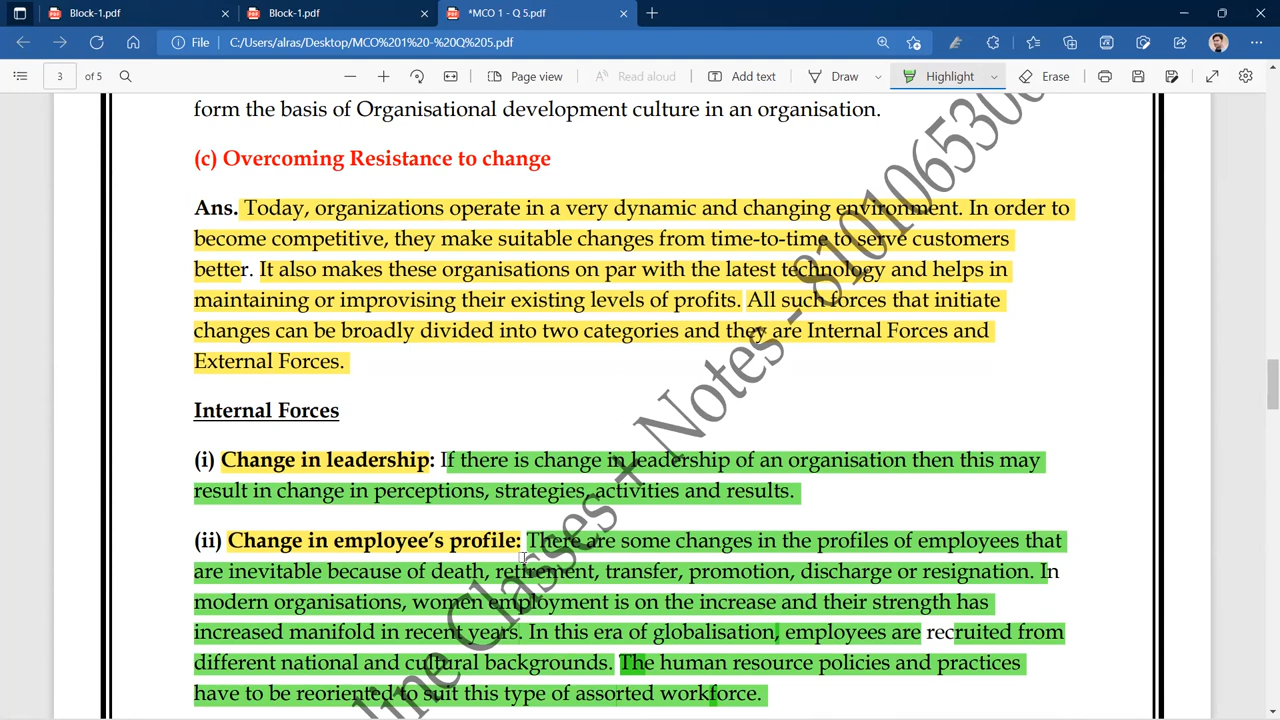 Block-1.pdf
Block-1.pdf
*MCO 1 - Q 5.pdf
File
C:/Users/alras/Desktop/MCO%201%20-%20Q%205.pdf
3 of 5
Page view
Read aloud
Add text
Draw
Highlight
Erase
form the basis of Organisational development culture in an organisation.
(c) Overcoming Resistance to change
Ans. Today, organizations operate in a very dynamic and changing environment. In order to
become competitive, they make suitable changes from time-to-time to serve customers
better. It also makes these organisations on par with the latest technology and helps in
maintaining or improvising their existing levels of profits. All such forces that initiate
changes can be broadly divided into two categories and they are Internal Forces and
External Forces.
Internal Forces
(i) Change in leadership: If there is change in leadership of an organisation then this may
result in change in perceptions, strategies, activities and results.
(ii) Change in employee's profile: There are some changes in the profiles of employees that
are inevitable because of death, retirement, transfer, promotion, discharge or resignation. In
modern organisations, women employment is on the increase and their strength has
increased manifold in recent years. In this era of globalisation, employees are recruited from
different national and cultural backgrounds. The human resource policies and practices
have to be reoriented to suit this type of assorted workforce.
Classes + Notes -